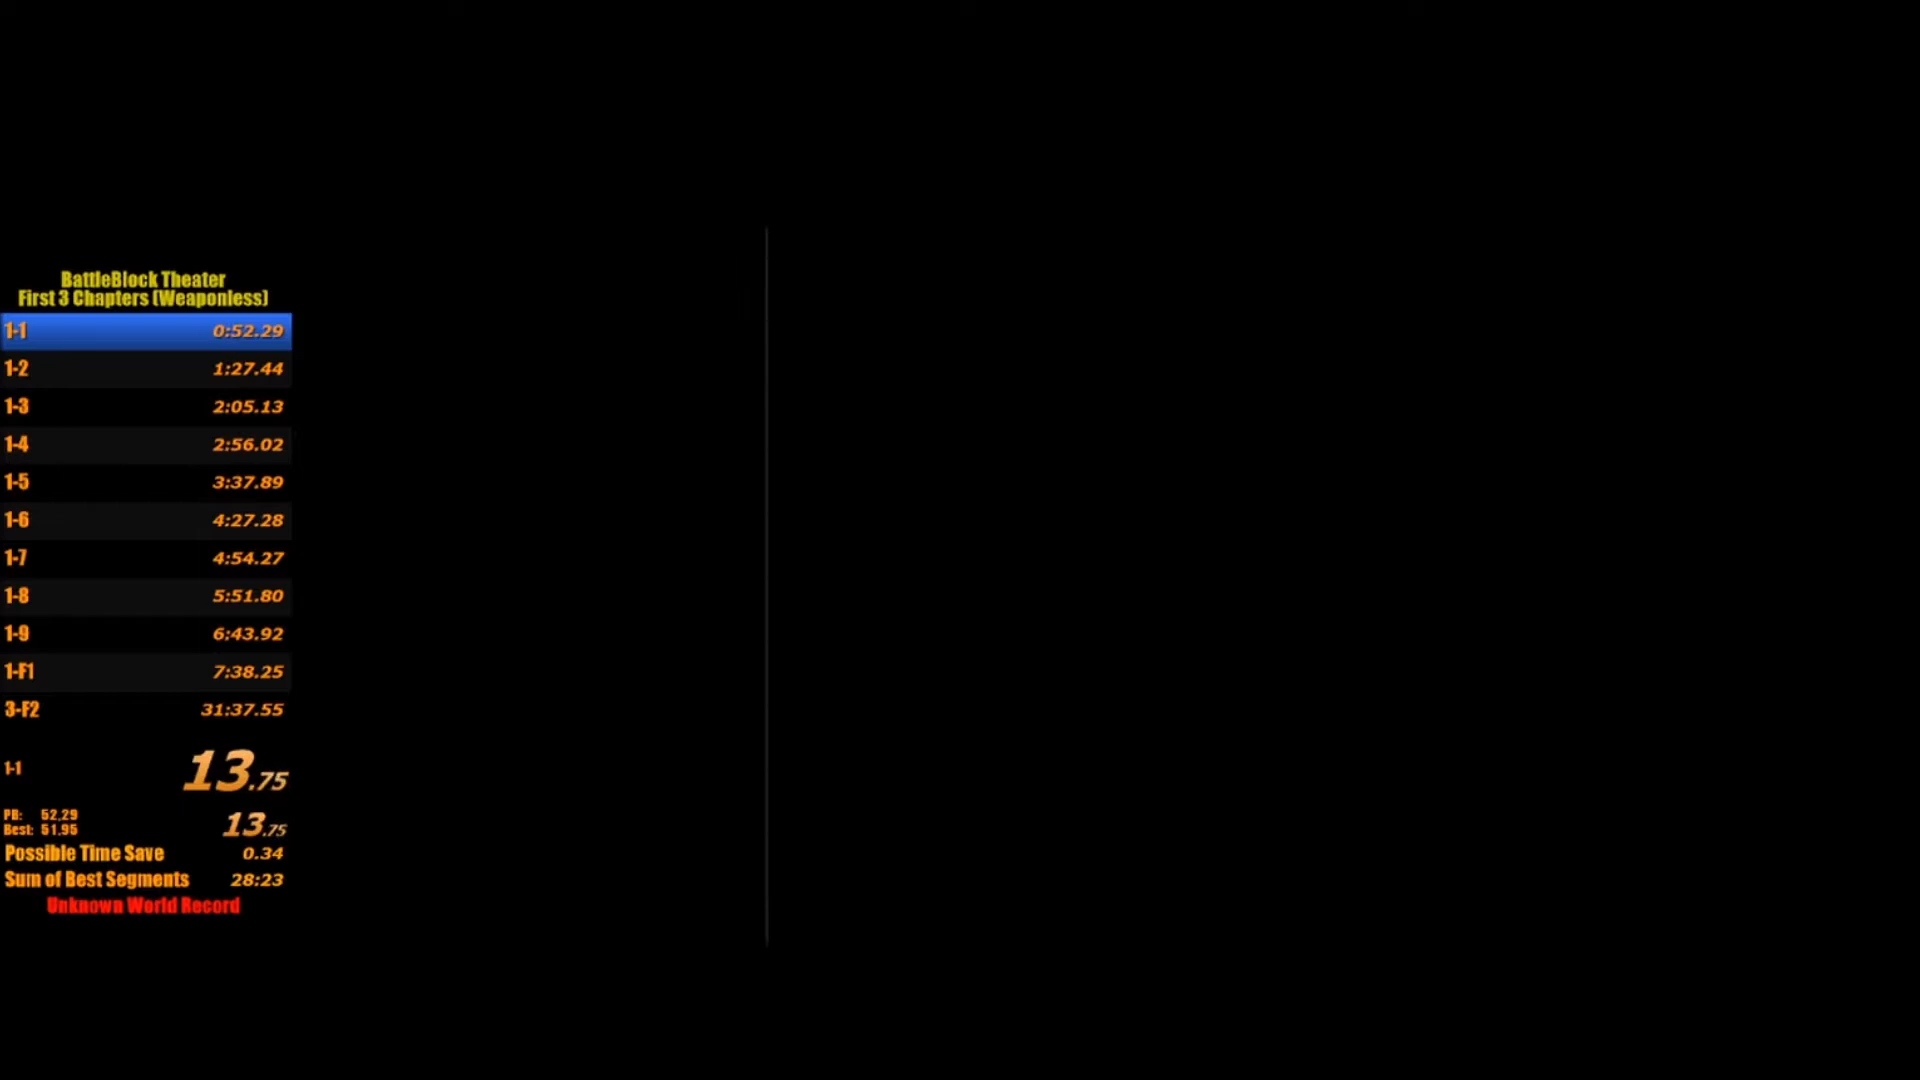 BattleBlock Theater
First 3 Chapters (Weaponless)
1-1 0:52.29
1-2 1:27.44
1-3 2:05.13
1-4 2:56.02
1-5 3:37.89
1-6 4:27.28
1-7 4:54.27
1-8 5:51.80
1-9 6:43.92
1-F1 7:38.25
3-F2 31:37.55
1-1 13.75
PB: 52.29
Best: 51.95 13.75
Possible Time Save 0.34
Sum of Best Segments 28:23
Unknown World Record